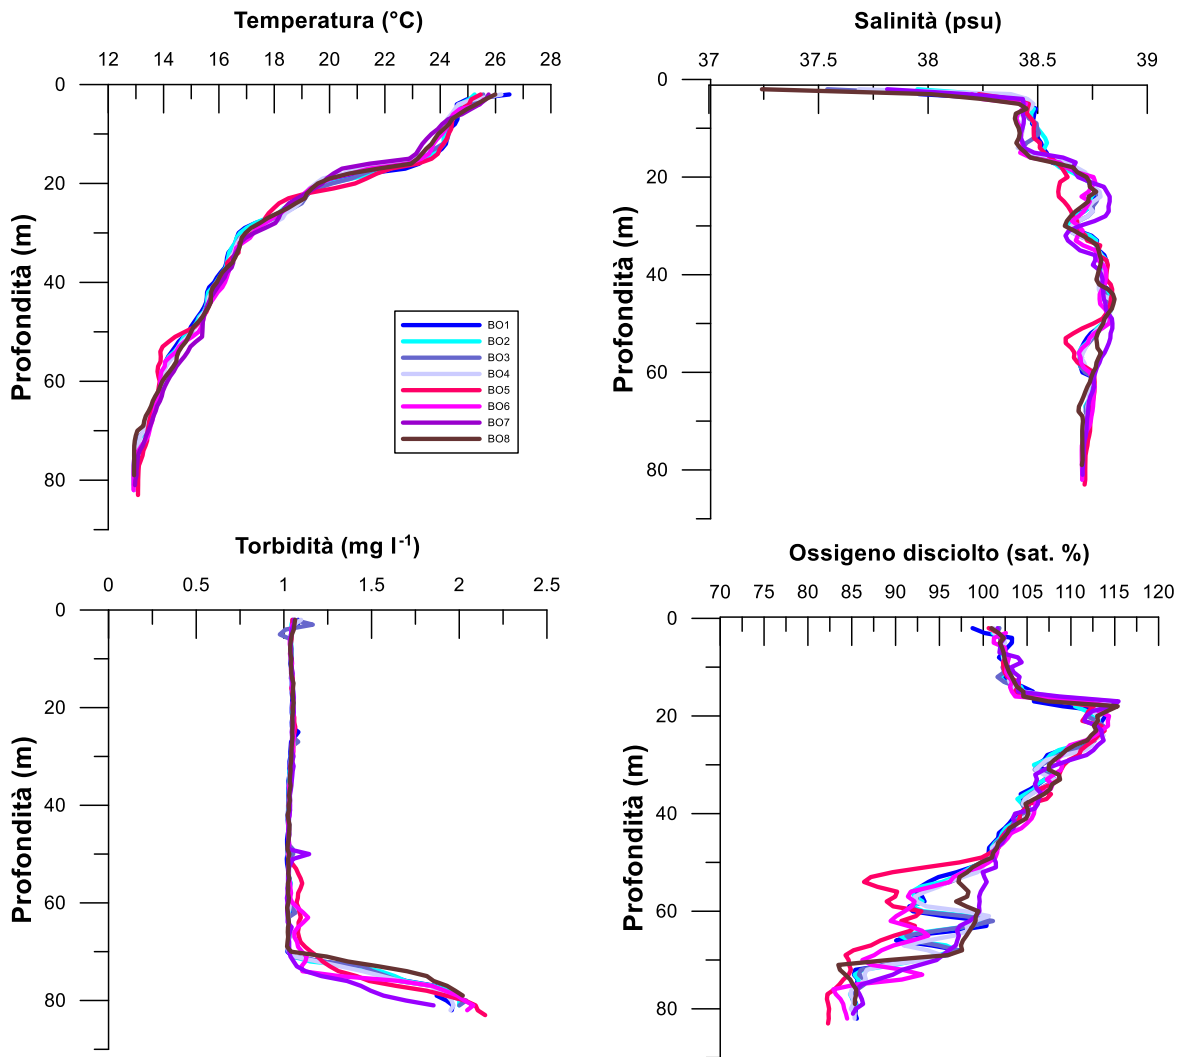 Temperatura (°C)
12 14 16 18 20 22 24 26 28
0
20
40
60
80
Profondità (m)
BO1
BO2
BO3
BO4
BO5
BO6
BO7
BO8
Salinità (psu)
37 37.5 38 38.5 39
0
20
40
60
80
Profondità (m)
Torbidità (mg l-1)
0 0.5 1 1.5 2 2.5
0
20
40
60
80
Profondità (m)
Ossigeno disciolto (sat. %)
70 75 80 85 90 95 100 105 110 115 120
0
20
40
60
80
Profondità (m)